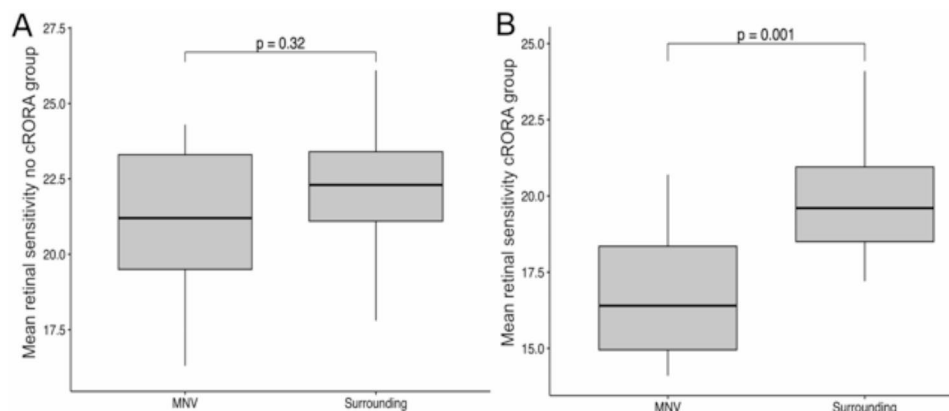 A
Mean retinal sensitivity no cRORA group
27.5
25.0
22.5
20.0
17.5
p = 0.32
MNV
Surrounding
B
Mean retinal sensitivity cRORA group
25.0
22.5
20.0
17.5
15.0
p = 0.001
MNV
Surrounding